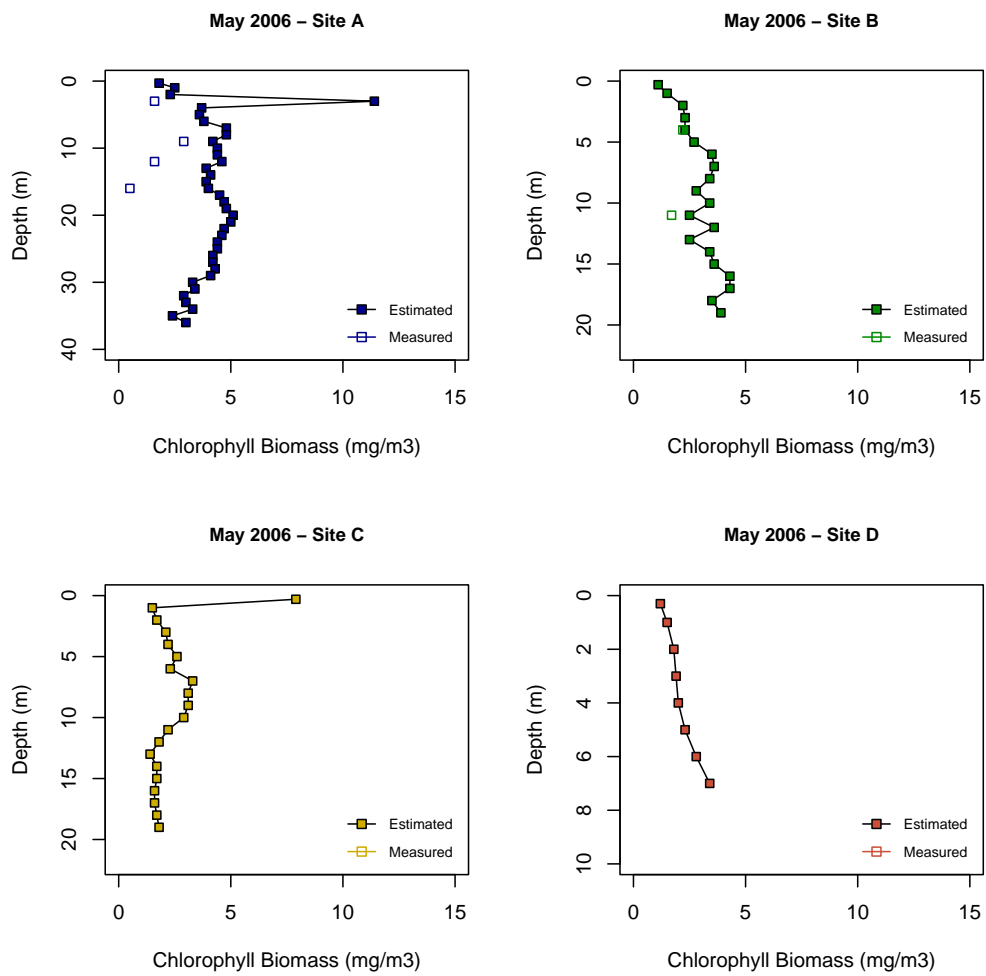 May 2006 – Site A
0
10
20
30
40
Depth (m)
Estimated
Measured
0 5 10 15
Chlorophyll Biomass (mg/m3)
May 2006 – Site B
0
5
10
15
20
Depth (m)
Estimated
Measured
0 5 10 15
Chlorophyll Biomass (mg/m3)
May 2006 – Site C
0
5
10
15
20
Depth (m)
Estimated
Measured
0 5 10 15
Chlorophyll Biomass (mg/m3)
May 2006 – Site D
0
2
4
6
8
10
Depth (m)
Estimated
Measured
0 5 10 15
Chlorophyll Biomass (mg/m3)